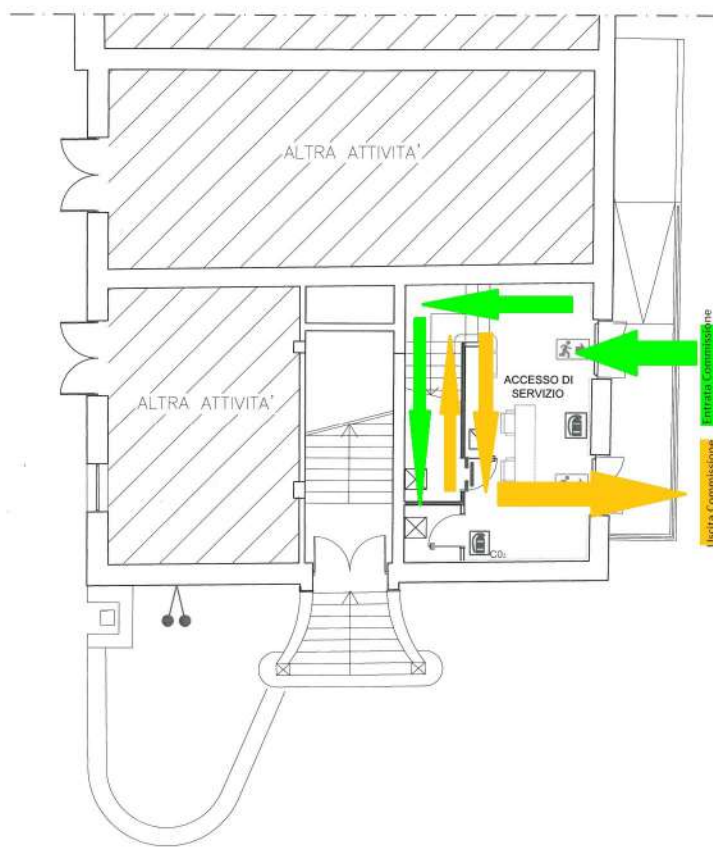 ALTRA ATTIVITA'
Entrata Commissione
ACCESSO DI
SERVIZIO
ALTRA ATTIVITA'
Uscita Commissione
CO₂